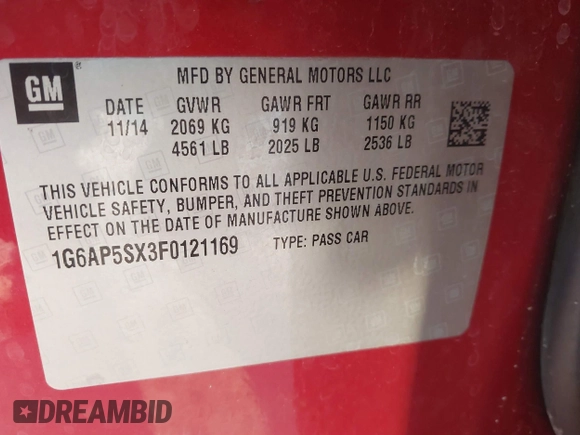 GM
MFD BY GENERAL MOTORS LLC
DATE GVWR GAWR FRT GAWR RR
11/14 2069 KG 919 KG 1150 KG
4561 LB 2025 LB 2536 LB
THIS VEHICLE CONFORMS TO ALL APPLICABLE U.S. FEDERAL MOTOR
VEHICLE SAFETY, BUMPER, AND THEFT PREVENTION STANDARDS IN
EFFECT ON THE DATE OF MANUFACTURE SHOWN ABOVE.
1G6AP5SX3F0121169 TYPE: PASS CAR
DREAMBID